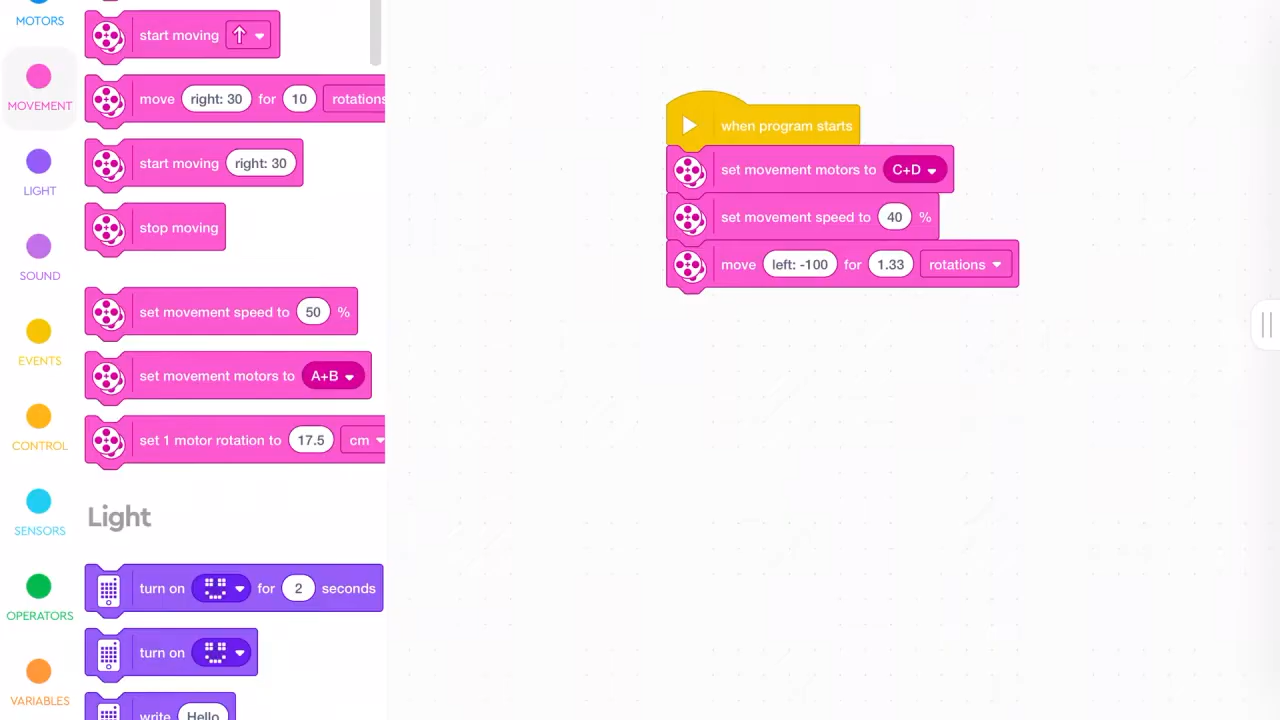 MOTORS
MOVEMENT
LIGHT
SOUND
EVENTS
CONTROL
SENSORS
OPERATORS
VARIABLES
start moving
move right: 30 for 10 rotations
start moving right: 30
stop moving
set movement speed to 50 %
set movement motors to A+B
set 1 motor rotation to 17.5 cm
Light
turn on for 2 seconds
turn on
write Hello
when program starts
set movement motors to C+D
set movement speed to 40 %
move left: -100 for 1.33 rotations